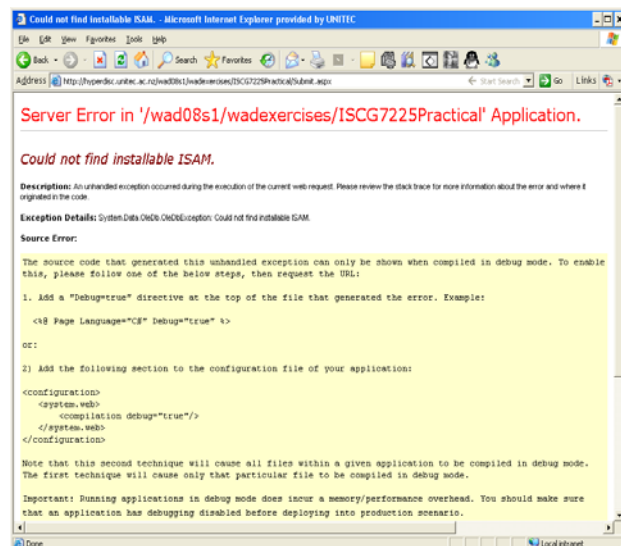 Could not find installable ISAM. - Microsoft Internet Explorer provided by UNITEC
File Edit View Favorites Tools Help
Back Search Favorites
Address http://hyperdisc.unitec.ac.nz/wad08s1/wadexercises/ISCG7225Practical/Submit.aspx Start Search Go Links
Server Error in '/wad08s1/wadexercises/ISCG7225Practical' Application.
Could not find installable ISAM.
Description: An unhandled exception occurred during the execution of the current web request. Please review the stack trace for more information about the error and where it
originated in the code.
Exception Details: System.Data.OleDb.OleDbException: Could not find installable ISAM.
Source Error:
The source code that generated this unhandled exception can only be shown when compiled in debug mode. To enable
this, please follow one of the below steps, then request the URL:
1. Add a "Debug=true" directive at the top of the file that generated the error. Example:
<%@ Page Language="C#" Debug="true" %>
or:
2) Add the following section to the configuration file of your application:
<configuration>
<system.web>
<compilation debug="true"/>
</system.web>
</configuration>
Note that this second technique will cause all files within a given application to be compiled in debug mode.
The first technique will cause only that particular file to be compiled in debug mode.
Important: Running applications in debug mode does incur a memory/performance overhead. You should make sure
that an application has debugging disabled before deploying into production scenario.
Done Local intranet